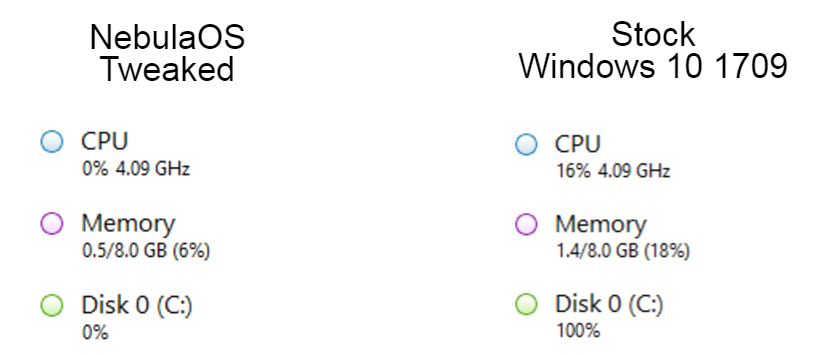 NebulaOS
Tweaked
CPU
0% 4.09 GHz
Memory
0.5/8.0 GB (6%)
Disk 0 (C:)
0%
Stock
Windows 10 1709
CPU
16% 4.09 GHz
Memory
1.4/8.0 GB (18%)
Disk 0 (C:)
100%